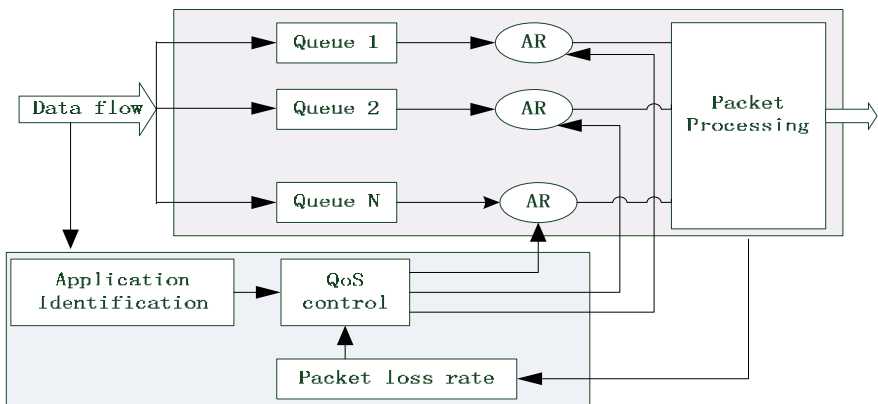 Queue 1
AR
Data flow
Queue 2
AR
Packet
Processing
Queue N
AR
Application
Identification
QoS
control
Packet loss rate